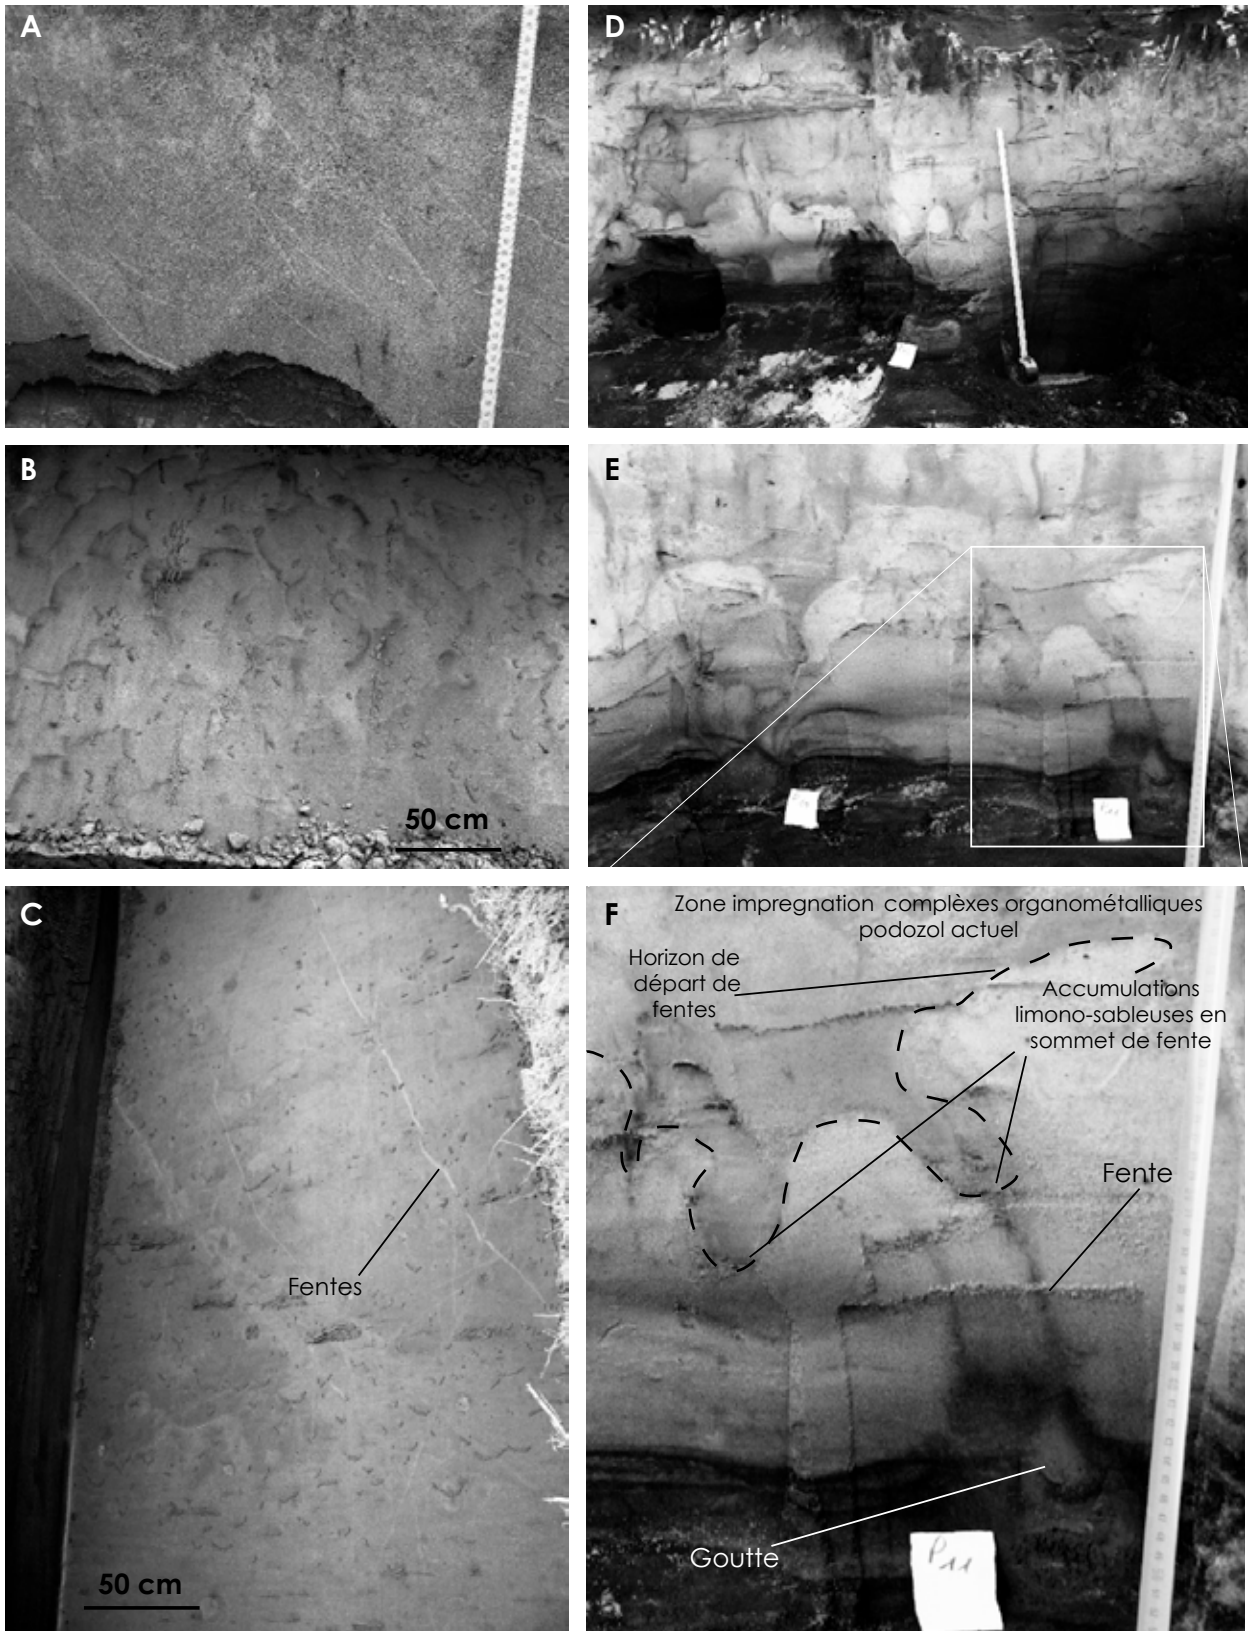 A
B
50 cm
C
Fentes
50 cm
D
E
P11
F
Zone impregnation complèxes organométalliques
podozol actuel
Horizon de
départ de
fentes
Accumulations
limono-sableuses en
sommet de fente
Fente
Goutte
P11